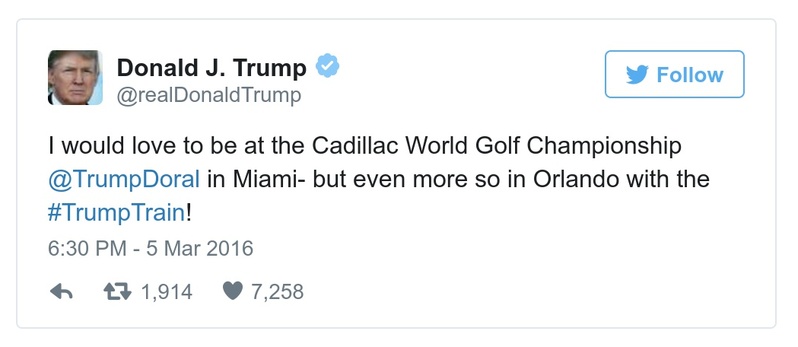 Donald J. Trump
@realDonaldTrump
Follow
I would love to be at the Cadillac World Golf Championship
@TrumpDoral in Miami- but even more so in Orlando with the
#TrumpTrain!
6:30 PM - 5 Mar 2016
1,914 7,258